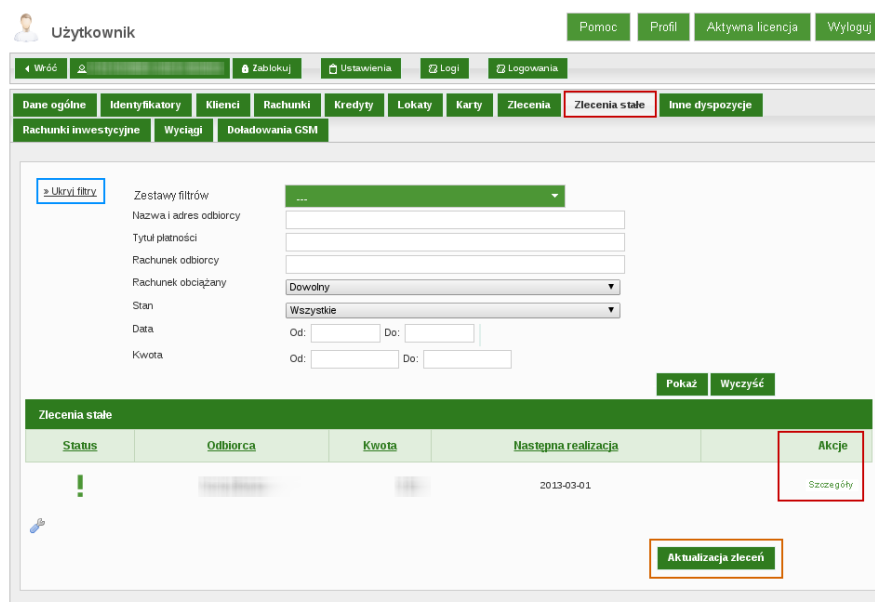 Użytkownik
Pomoc Profil Aktywna licencja Wyloguj
Wróć Zablokuj Ustawienia Logi Logowania
Dane ogólne Identyfikatory Klienci Rachunki Kredyty Lokaty Karty Zlecenia Zlecenia stałe Inne dyspozycje
Rachunki inwestycyjne Wyciągi Doładowania GSM
» Ukryj filtry
Zestawy filtrów ---
Nazwa i adres odbiorcy
Tytuł płatności
Rachunek odbiorcy
Rachunek obciążany Dowolny
Stan Wszystkie
Data Od: Do:
Kwota Od: Do:
Pokaż Wyczyść
Zlecenia stałe
Status Odbiorca Kwota Następna realizacja Akcje
! 2013-03-01 Szczegóły
Aktualizacja zleceń